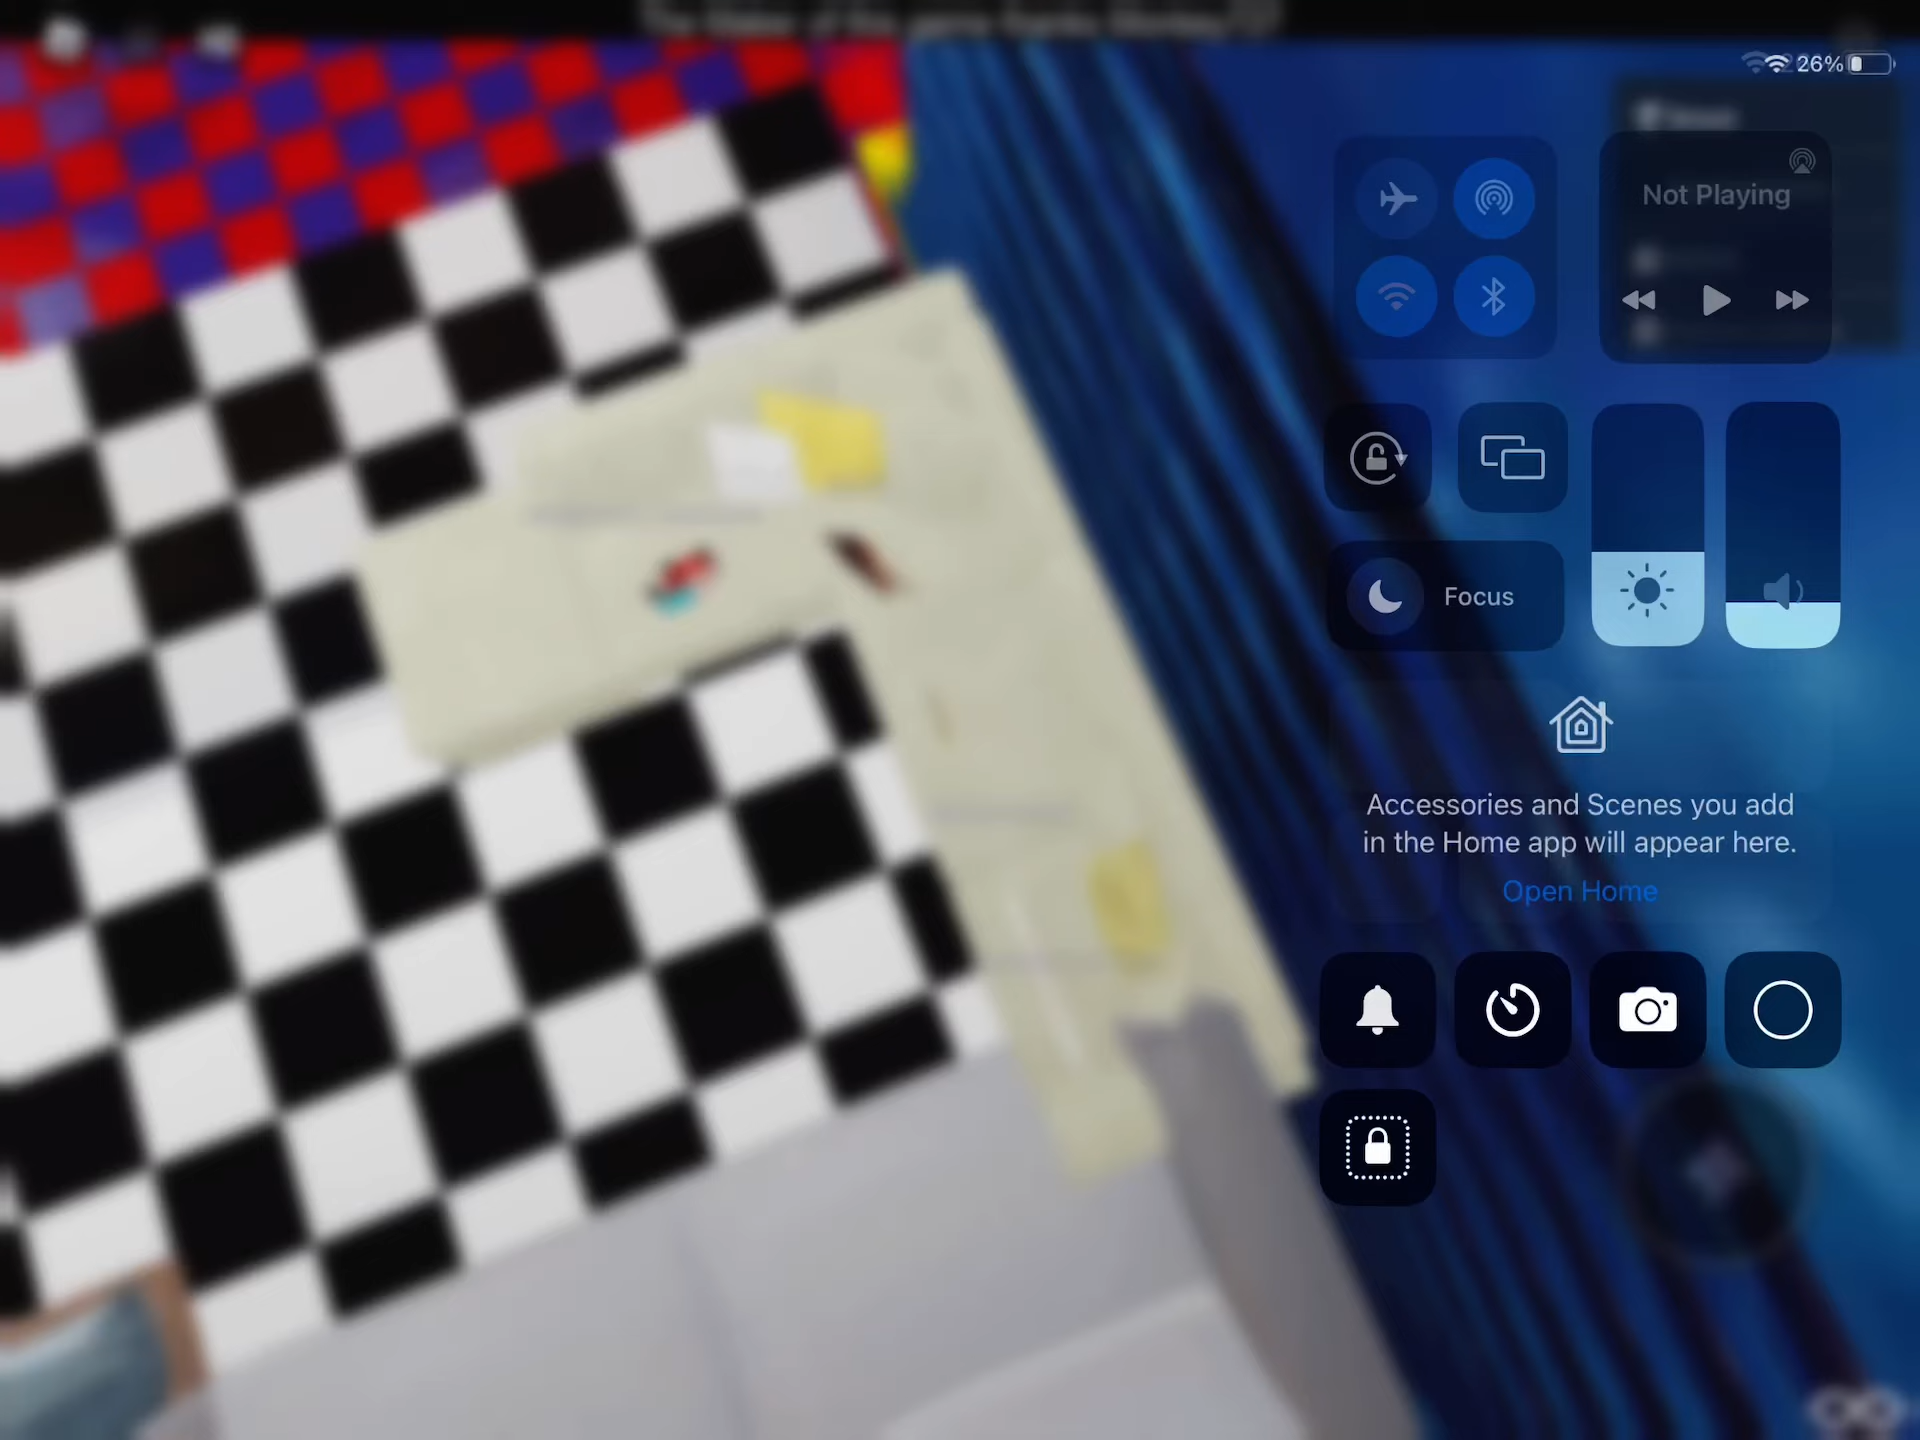 26%
Not Playing
Focus
Accessories and Scenes you add
in the Home app will appear here.
Open Home